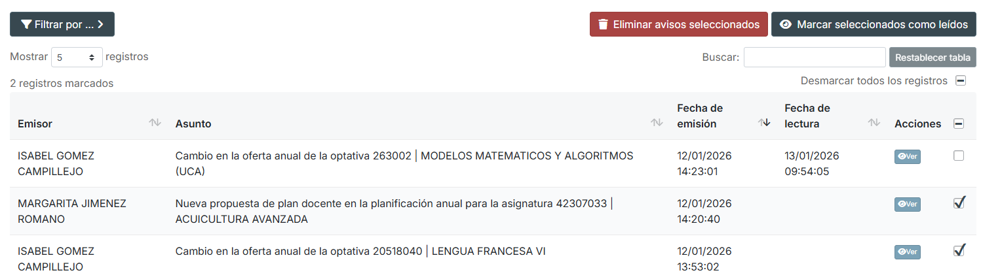 Filtrar por ...
Eliminar avisos seleccionados
Marcar seleccionados como leídos
Mostrar 5 registros
Buscar:
Restablecer tabla
2 registros marcados
Desmarcar todos los registros
Emisor
Asunto
Fecha de
emisión
Fecha de
lectura
Acciones
ISABEL GOMEZ
CAMPILLEJO
Cambio en la oferta anual de la optativa 263002 | MODELOS MATEMATICOS Y ALGORITMOS
(UCA)
12/01/2026
14:23:01
13/01/2026
09:54:05
Ver
MARGARITA JIMENEZ
ROMANO
Nueva propuesta de plan docente en la planificación anual para la asignatura 42307033 |
ACUICULTURA AVANZADA
12/01/2026
14:20:40
Ver
ISABEL GOMEZ
CAMPILLEJO
Cambio en la oferta anual de la optativa 20518040 | LENGUA FRANCESA VI
12/01/2026
13:53:02
Ver